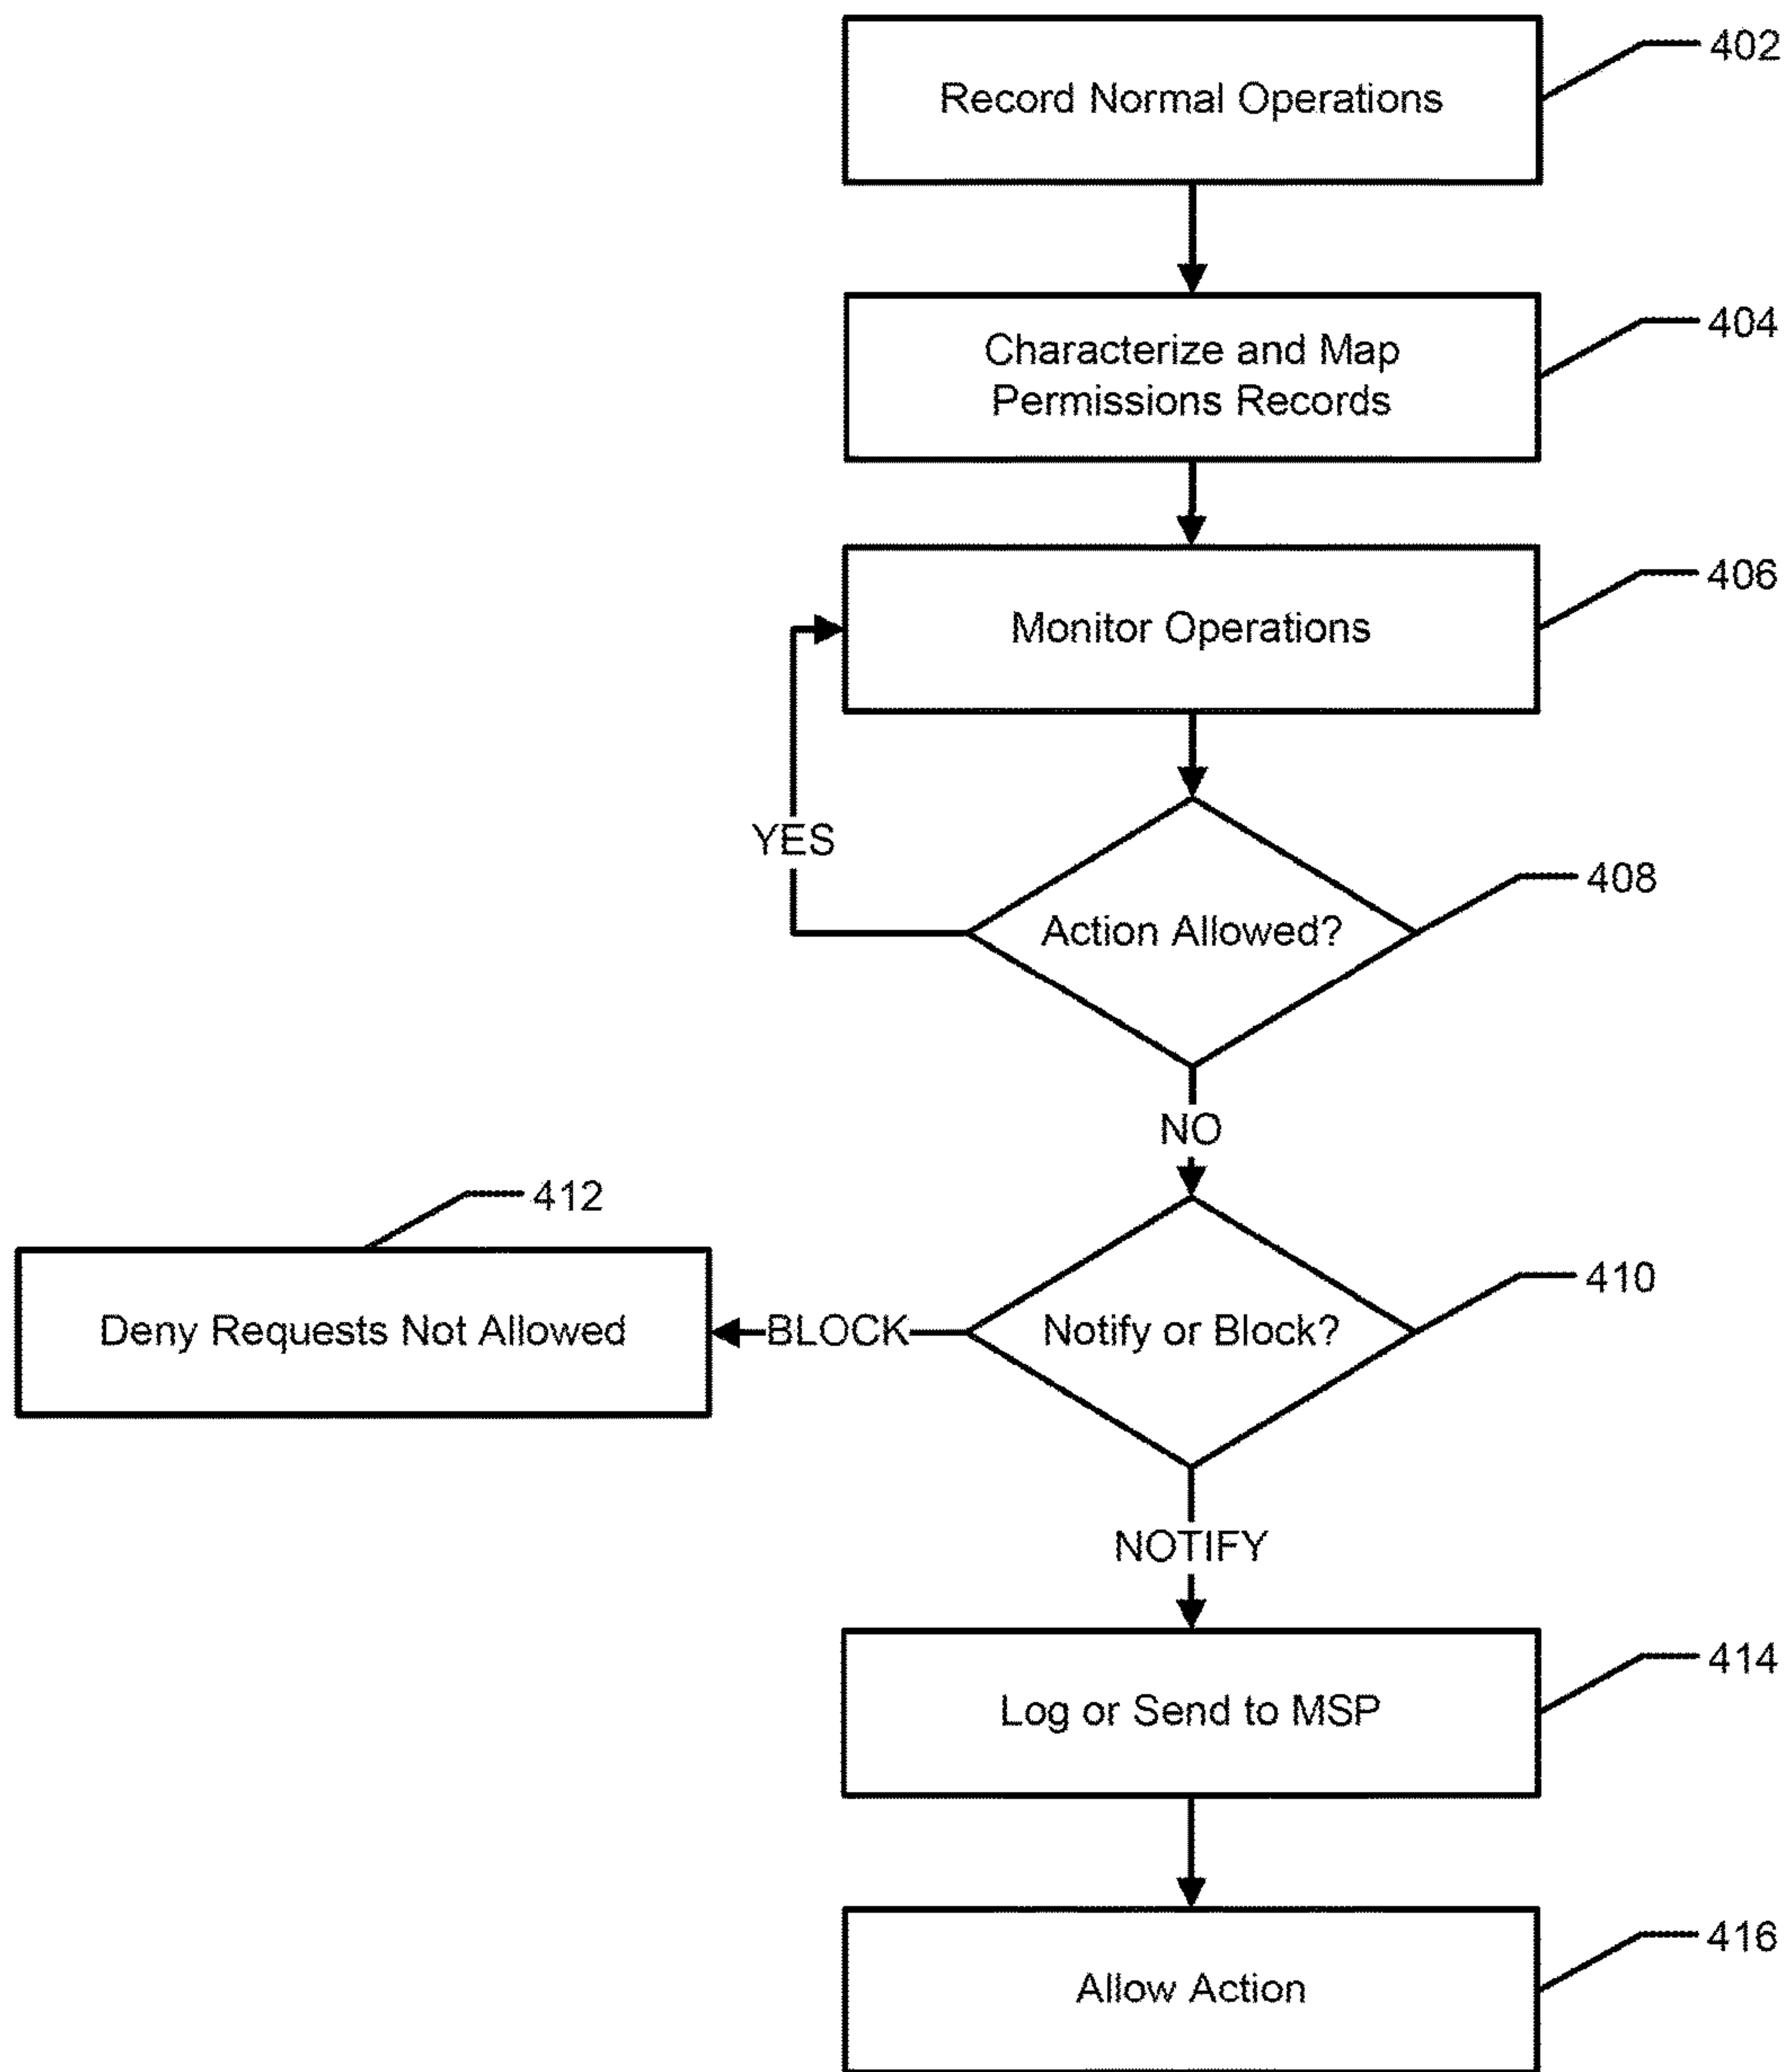 402
Record Normal Operations
404
Characterize and Map
Permissions Records
406
Monitor Operations
YES
408
Action Allowed?
NO
412
410
Deny Requests Not Allowed
BLOCK
Notify or Block?
NOTIFY
414
Log or Send to MSP
416
Allow Action